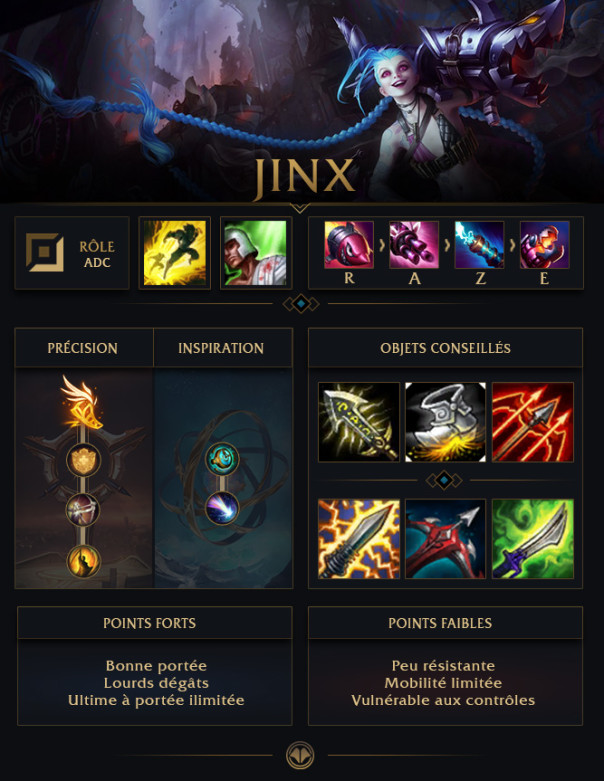 JINX
RÔLE
ADC
R A Z E
PRÉCISION
INSPIRATION
OBJETS CONSEILLÉS
POINTS FORTS
Bonne portée
Lourds dégâts
Ultime à portée ilimitée
POINTS FAIBLES
Peu résistante
Mobilité limitée
Vulnérable aux contrôles